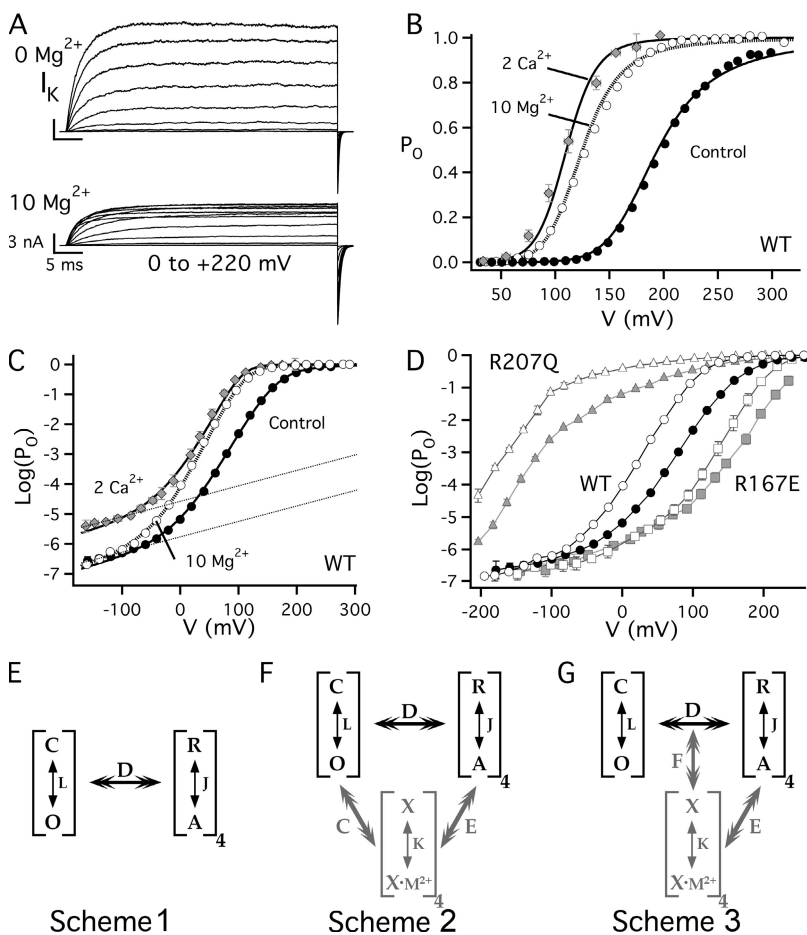 A
0 Mg²⁺
I_K
10 Mg²⁺
3 nA
5 ms
0 to +220 mV
B
1.0
0.8
0.6
0.4
0.2
0.0
P_O
2 Ca²⁺
10 Mg²⁺
Control
WT
50 100 150 200 250 300
V (mV)
C
0
-1
-2
-3
-4
-5
-6
-7
Log(P_O)
Control
2 Ca²⁺
10 Mg²⁺
WT
-100 0 100 200 300
V (mV)
D
0
-1
-2
-3
-4
-5
-6
-7
Log(P_O)
R207Q
WT
R167E
-200 -100 0 100 200
V (mV)
E
C R
L D J
O A
4
Scheme 1
F
C R
D
L J
O A
4
C X E
K
X·M²⁺
4
Scheme 2
G
C R
D
L J
F
O A
4
X E
K
X·M²⁺
4
Scheme 3